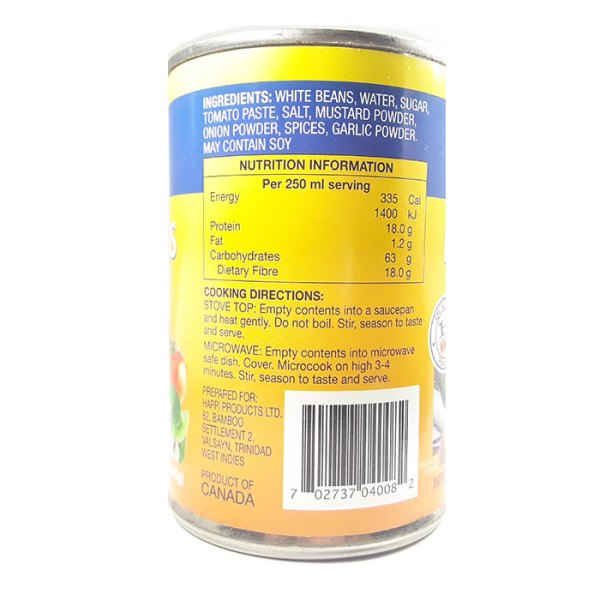 INGREDIENTS: WHITE BEANS, WATER, SUGAR,
TOMATO PASTE, SALT, MUSTARD POWDER,
ONION POWDER, SPICES, GARLIC POWDER.
MAY CONTAIN SOY
NUTRITION INFORMATION
Per 250 ml serving
Energy 335 Cal
1400 kJ
Protein 18.0 g
Fat 1.2 g
Carbohydrates 63 g
Dietary Fibre 18.0 g
COOKING DIRECTIONS:
STOVE TOP: Empty contents into a saucepan
and heat gently. Do not boil. Stir, season to taste
and serve.
MICROWAVE: Empty contents into microwave
safe dish. Cover. Microcook on high 3-4
minutes. Stir, season to taste and serve.
PREPARED FOR:
HAPPI PRODUCTS LTD.
82, BAMBOO
SETTLEMENT 2,
VALSAYN, TRINIDAD
WEST INDIES
PRODUCT OF
CANADA
7 02737 04008 2